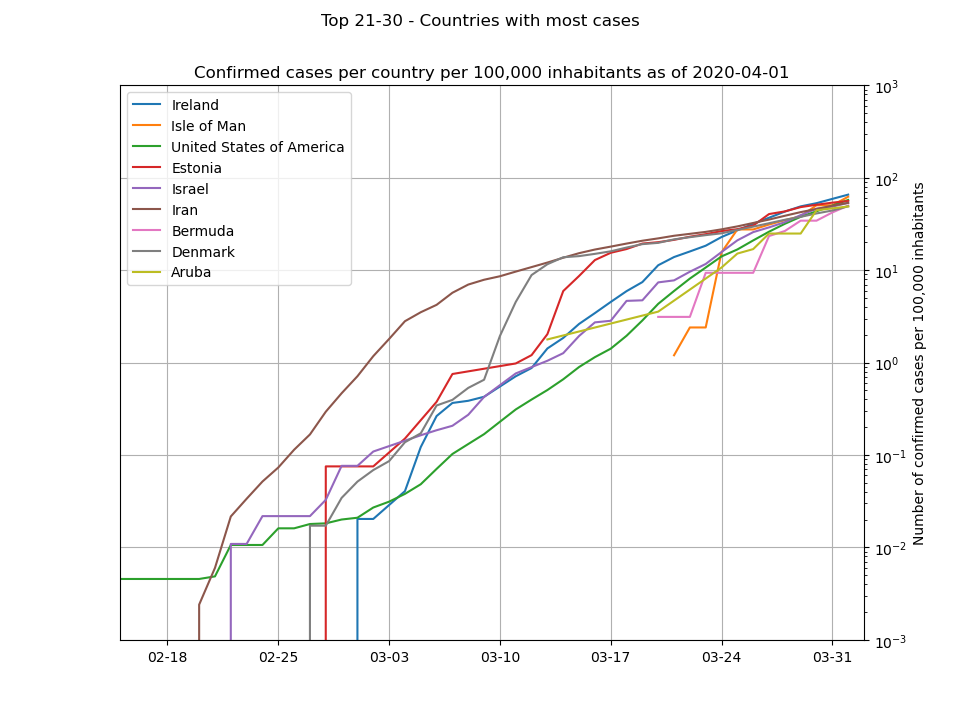 Top 21-30 - Countries with most cases
Confirmed cases per country per 100,000 inhabitants as of 2020-04-01
Ireland
Isle of Man
United States of America
Estonia
Israel
Iran
Bermuda
Denmark
Aruba
10³
10²
10¹
10⁰
10⁻¹
10⁻²
10⁻³
Number of confirmed cases per 100,000 inhabitants
02-18 02-25 03-03 03-10 03-17 03-24 03-31